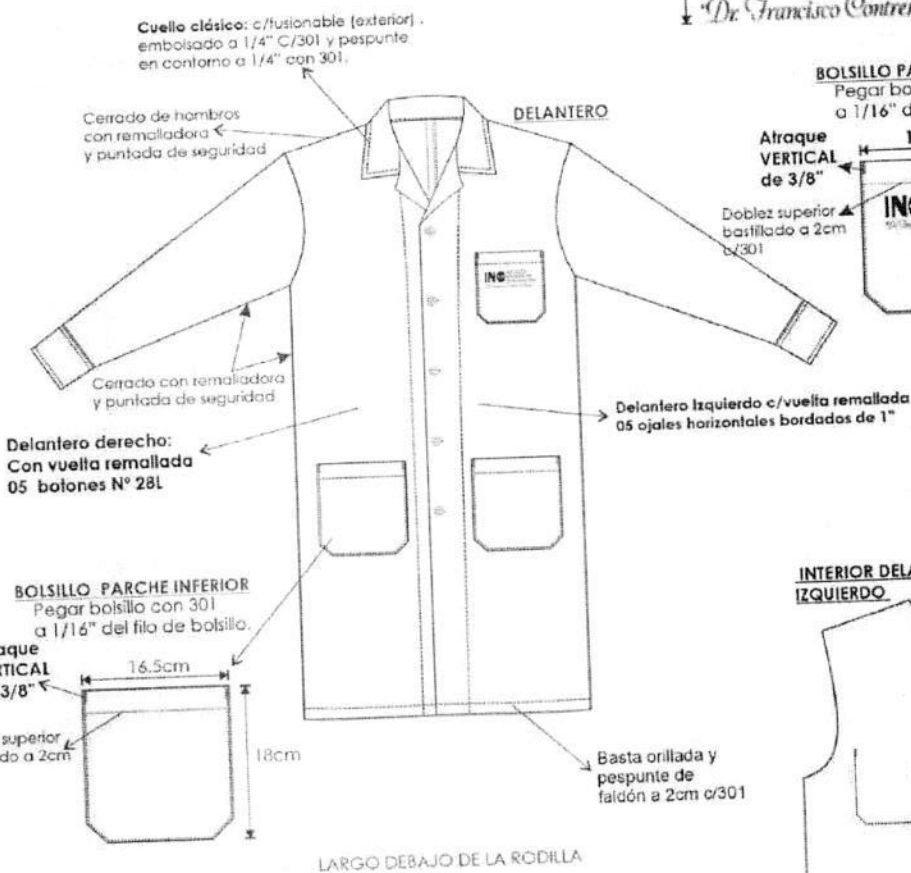 "Dr. Francisco Contrer
Cuello clásico: c/fusionable (exterior) .
embolsado a 1/4" C/301 y pespunte
en contorno a 1/4" con 301.
Cerrado de hombros
con remalladora
y puntada de seguridad
DELANTERO
BOLSILLO PA
Pegar bo
a 1/16" d
Atraque
VERTICAL
de 3/8"
1
Doblez superior
bastillado a 2cm
c/301
IN
IN
Cerrado con remalladora
y puntada de seguridad
Delantero Izquierdo c/vuelta remallada
05 ojales horizontales bordados de 1"
Delantero derecho:
Con vuelta remallada
05 botones Nº 28L
BOLSILLO PARCHE INFERIOR
Pegar bolsillo con 301
a 1/16" del filo de bolsillo.
aque
RTICAL
3/8"
16.5cm
superior
do a 2cm
18cm
INTERIOR DELA
IZQUIERDO
Basta orillada y
pespunte de
faldón a 2cm c/301
LARGO DEBAJO DE LA RODILLA